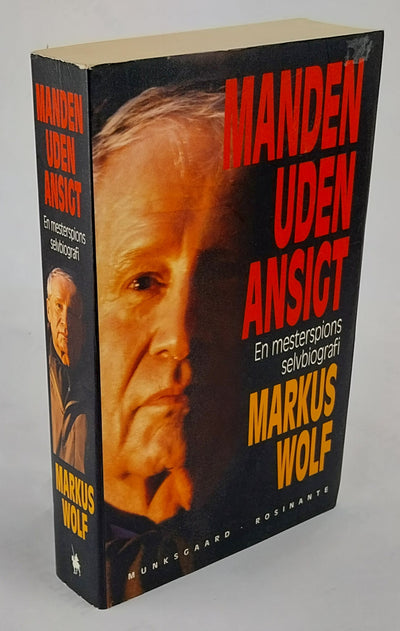 MANDEN
UDEN
ANSIGT
En mesterspions
selvbiografi
MARKUS
WOLF
MANDEN
UDEN
ANSIGT
En mesterspions
selvbiografi
MARKUS
WOLF
MUNKSGAARD · ROSINANTE